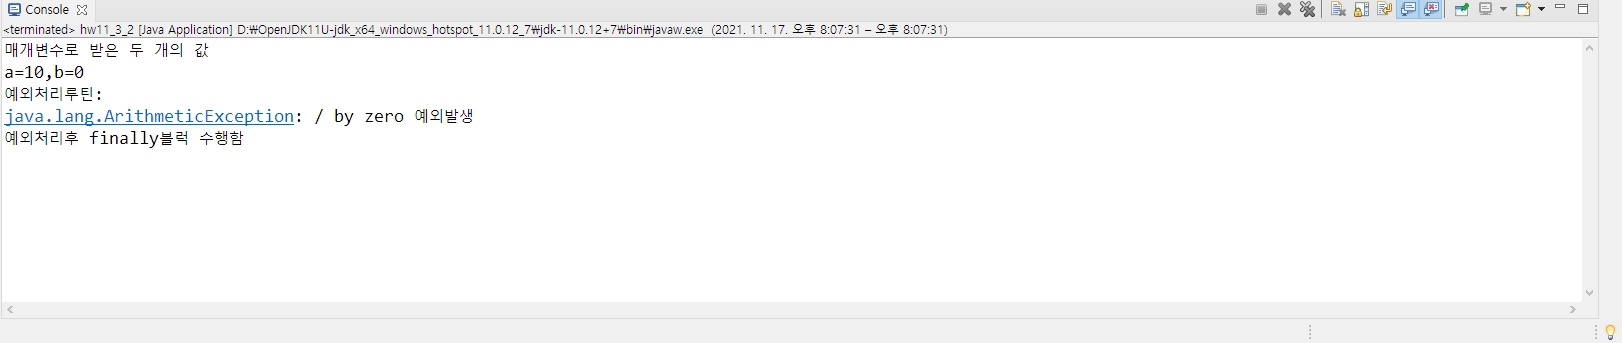 Console
<terminated> hw11_3_2 [Java Application] D:₩OpenJDK11U-jdk_x64_windows_hotspot_11.0.12_7₩jdk-11.0.12+7₩bin₩javaw.exe (2021. 11. 17. 오후 8:07:31 – 오후 8:07:31)
매개변수로 받은 두 개의 값
a=10,b=0
예외처리루틴:
java.lang.ArithmeticException: / by zero 예외발생
예외처리후 finally블럭 수행함